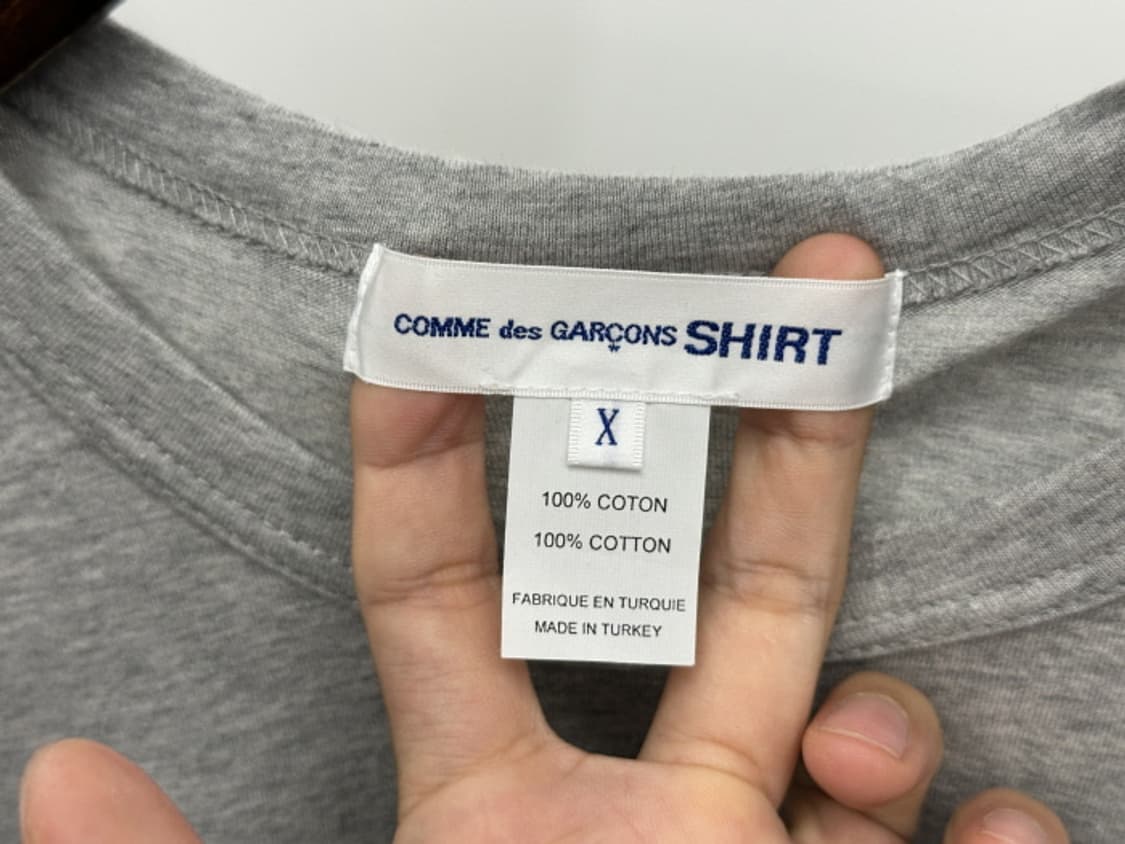 COMME des GARÇONS SHIRT
X
100% COTON
100% COTTON
FABRIQUE EN TURQUIE
MADE IN TURKEY